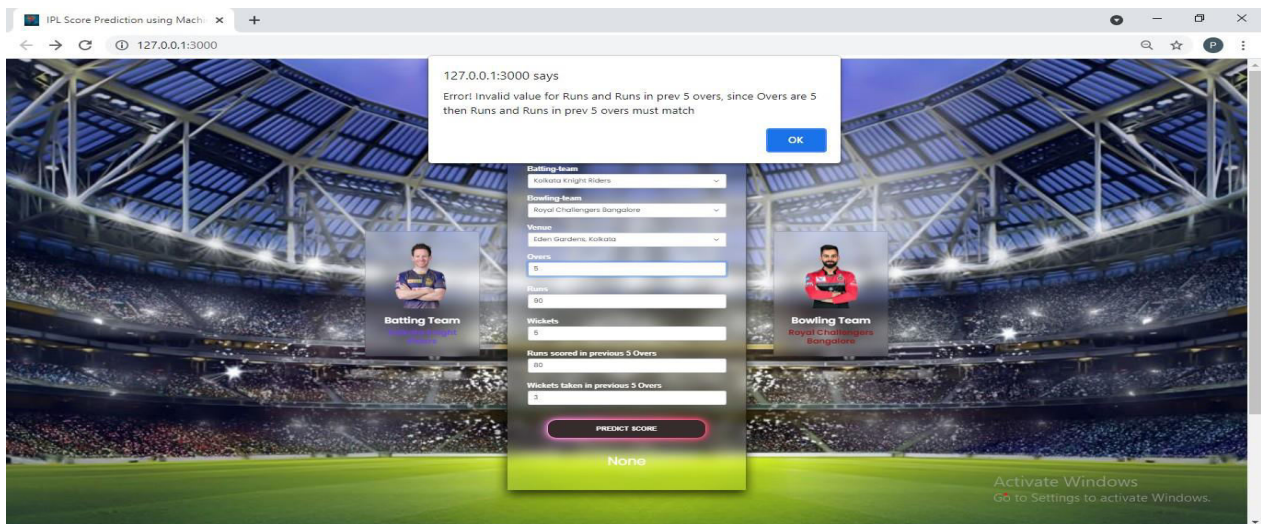 IPL Score Prediction using Machi
127.0.0.1:3000
P
127.0.0.1:3000 says
Error! Invalid value for Runs and Runs in prev 5 overs, since Overs are 5
then Runs and Runs in prev 5 overs must match
OK
Batting-team
Kolkata Knight Riders
Bowling-team
Royal Challengers Bangalore
Venue
Eden Gardens, Kolkata
Overs
5
Runs
90
Wickets
5
Runs scored in previous 5 Overs
80
Wickets taken in previous 5 Overs
3
PREDICT SCORE
None
Batting Team
Bowling Team
Royal Challengers
Bangalore
Activate Windows
Go to Settings to activate Windows.